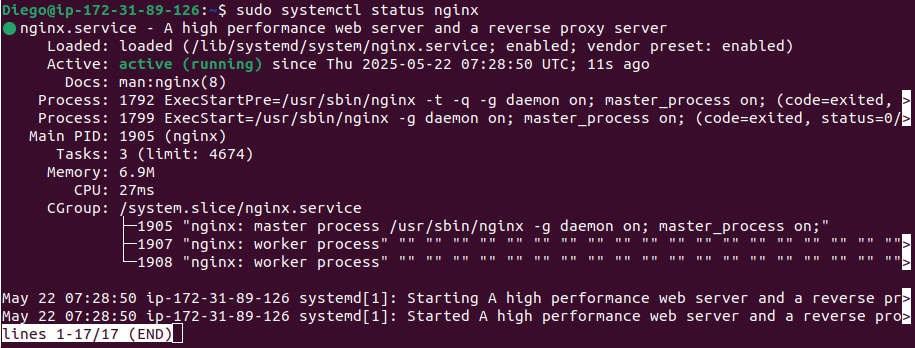 Diego@ip-172-31-89-126:~$ sudo systemctl status nginx
●nginx.service - A high performance web server and a reverse proxy server
     Loaded: loaded (/lib/systemd/system/nginx.service; enabled; vendor preset: enabled)
     Active: active (running) since Thu 2025-05-22 07:28:50 UTC; 11s ago
       Docs: man:nginx(8)
    Process: 1792 ExecStartPre=/usr/sbin/nginx -t -q -g daemon on; master_process on; (code=exited, >
    Process: 1799 ExecStart=/usr/sbin/nginx -g daemon on; master_process on; (code=exited, status=0/>
   Main PID: 1905 (nginx)
      Tasks: 3 (limit: 4674)
     Memory: 6.9M
        CPU: 27ms
     CGroup: /system.slice/nginx.service
             ├─1905 "nginx: master process /usr/sbin/nginx -g daemon on; master_process on;"
             ├─1907 "nginx: worker process" "" "" "" "" "" "" "" "" "" "" "" "" "" "" "" "" "" "" "">
             └─1908 "nginx: worker process" "" "" "" "" "" "" "" "" "" "" "" "" "" "" "" "" "" "" "">
May 22 07:28:50 ip-172-31-89-126 systemd[1]: Starting A high performance web server and a reverse pr>
May 22 07:28:50 ip-172-31-89-126 systemd[1]: Started A high performance web server and a reverse pro>
lines 1-17/17 (END)